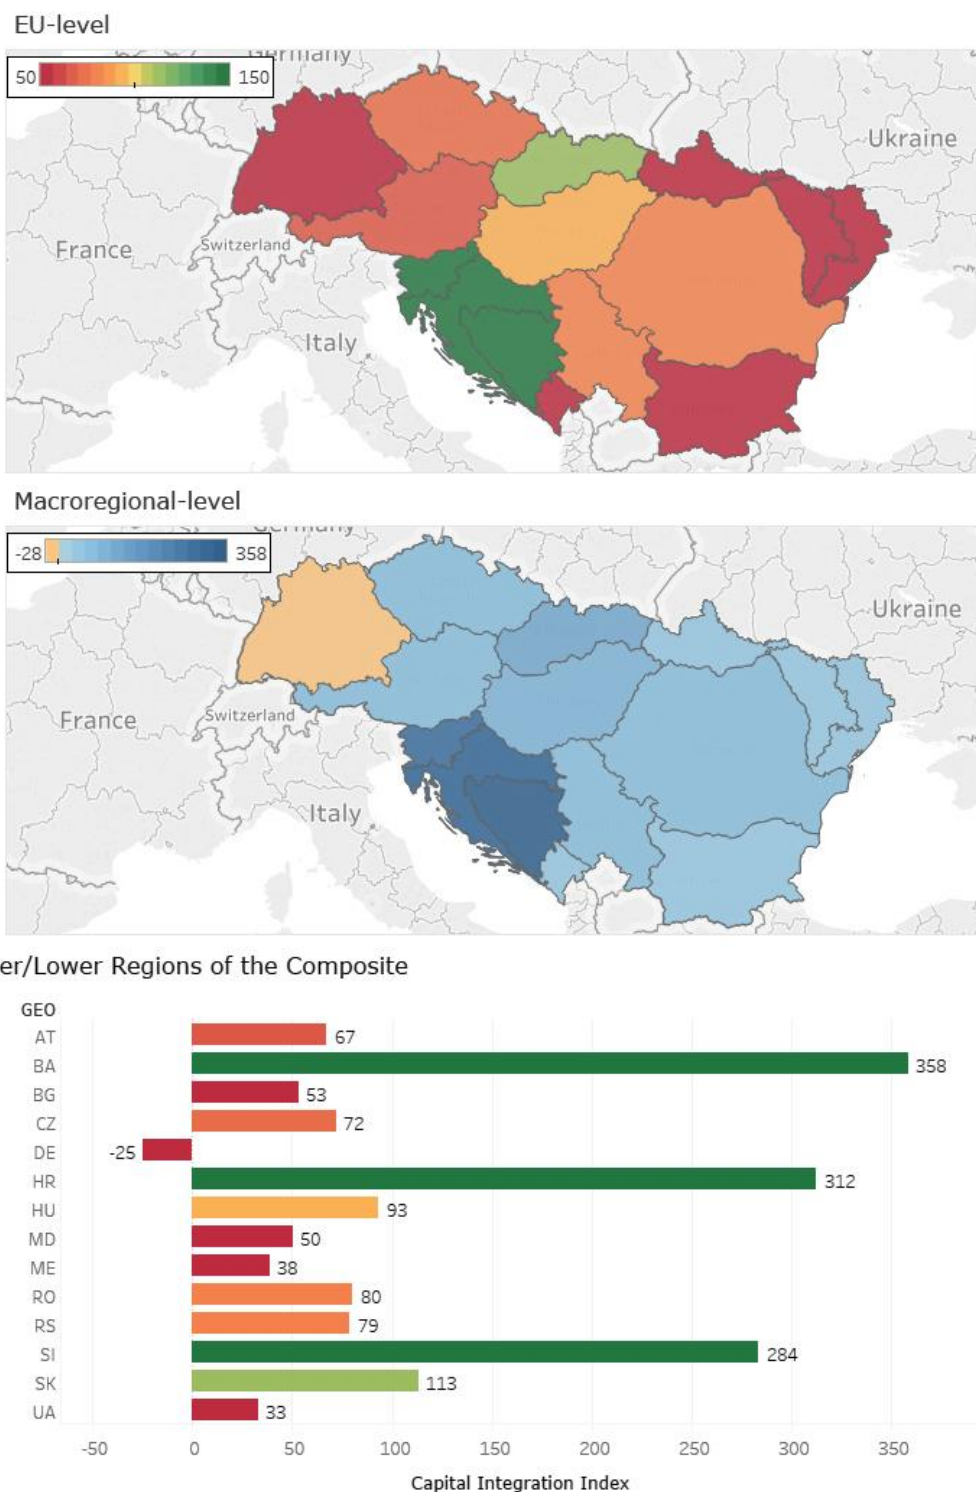 EU-level
Germany
50 150
Ukraine
France
Switzerland
Italy
Macroregional-level
Germany
-28 358
Ukraine
France
Switzerland
Italy
er/Lower Regions of the Composite
GEO
AT 67
BA 358
BG 53
CZ 72
DE -25
HR 312
HU 93
MD 50
ME 38
RO 80
RS 79
SI 284
SK 113
UA 33
-50 0 50 100 150 200 250 300 350
Capital Integration Index